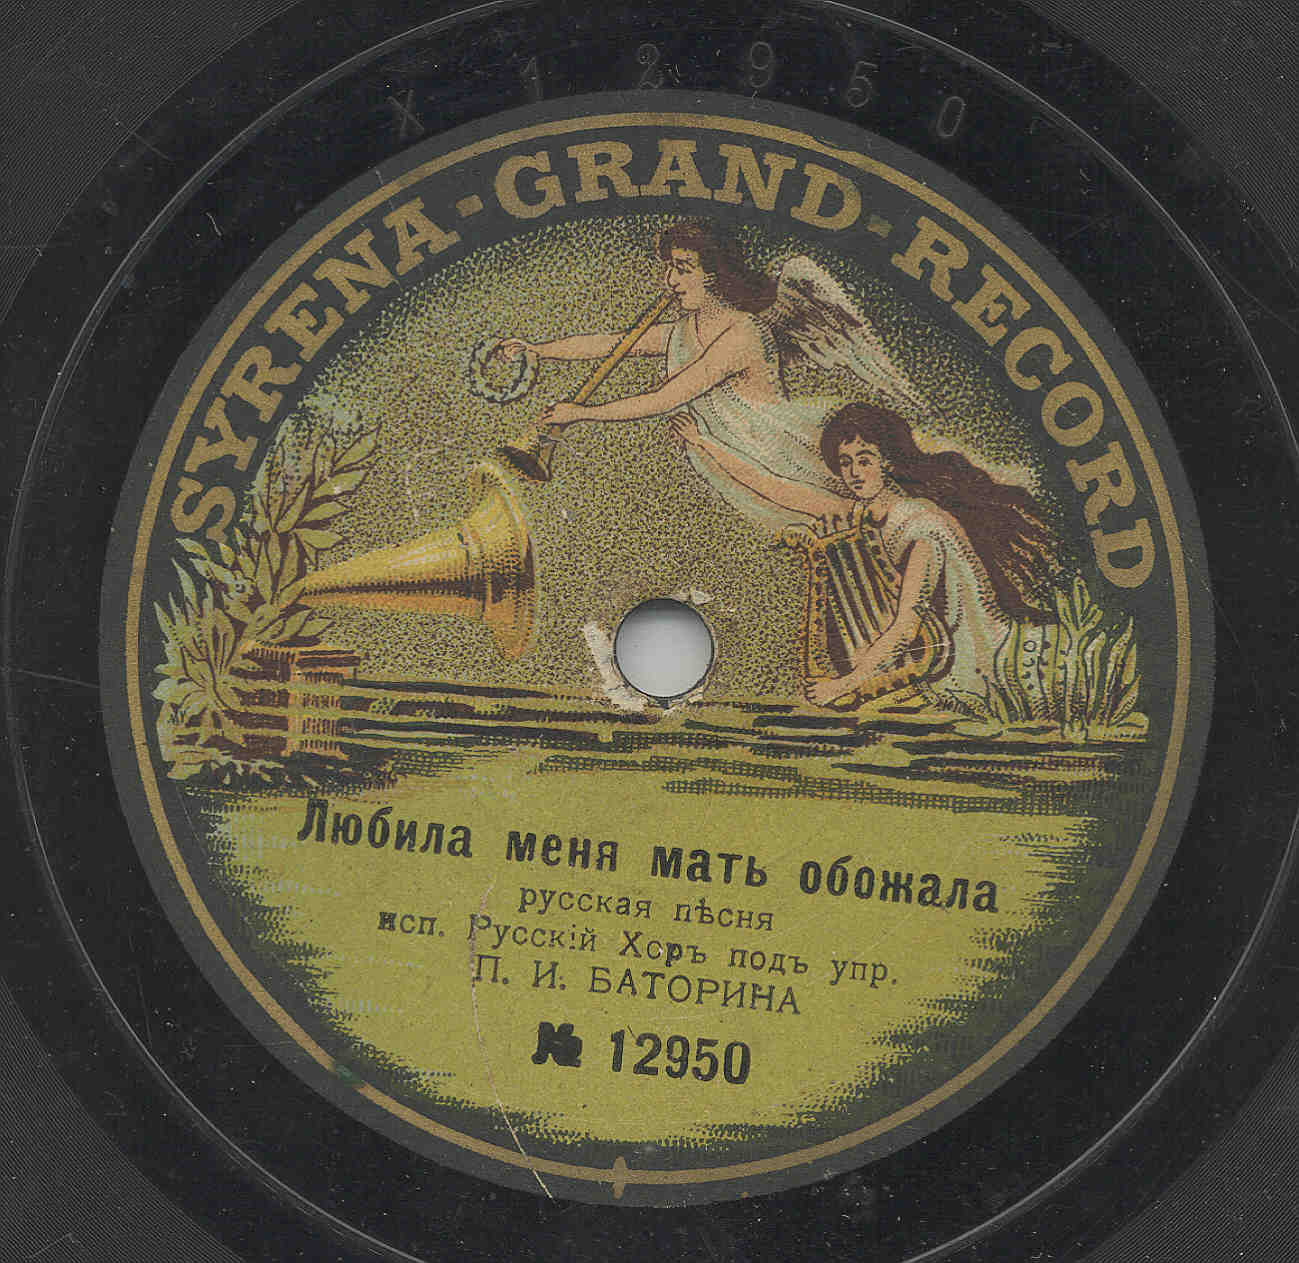 X 12950
SYRENA-GRAND-RECORD
Любила меня мать обожала
русская пѣсня
исп. Русскій Хоръ подъ упр.
П. И. БАТОРИНА
№ 12950